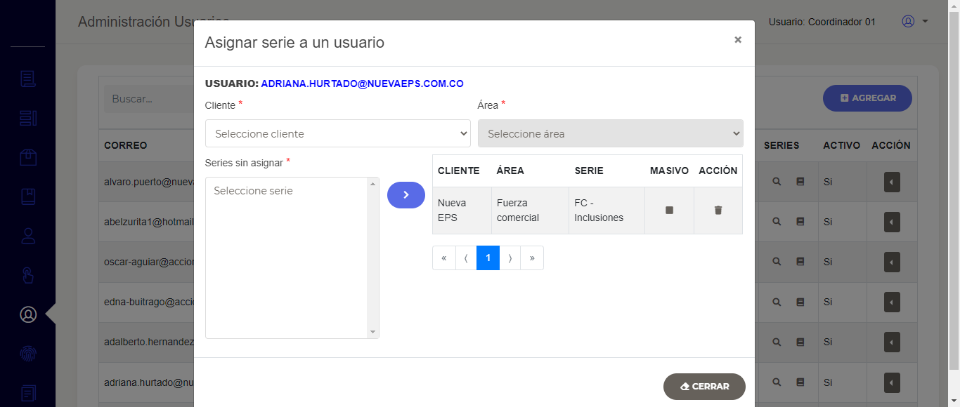 Administración Usuarios
Usuario: Coordinador 01
Asignar serie a un usuario
×
USUARIO: ADRIANA.HURTADO@NUEVAEPS.COM.CO
Cliente *
Área *
Seleccione cliente
Seleccione área
Series sin asignar *
Seleccione serie
CLIENTE ÁREA SERIE MASIVO ACCIÓN
Nueva EPS
Fuerza comercial
FC - Inclusiones
« ⟨ 1 ⟩ »
CERRAR
Buscar...
AGREGAR
CORREO
SERIES ACTIVO ACCIÓN
alvaro.puerto@nueva
Si
abelzurita1@hotmail
Si
oscar-aguiar@accion
Si
edna-buitrago@acci
Si
adalberto.hernandez
Si
adriana.hurtado@nu
Si